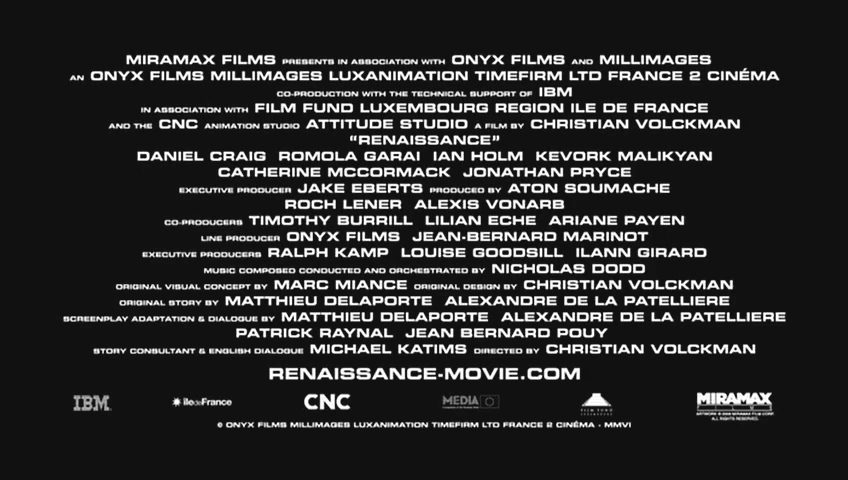 MIRAMAX FILMS PRESENTS IN ASSOCIATION WITH ONYX FILMS AND MILLIMAGES
AN ONYX FILMS MILLIMAGES LUXANIMATION TIMEFIRM LTD FRANCE 2 CINÉMA
CO-PRODUCTION WITH THE TECHNICAL SUPPORT OF IBM
IN ASSOCIATION WITH FILM FUND LUXEMBOURG REGION ILE DE FRANCE
AND THE CNC ANIMATION STUDIO ATTITUDE STUDIO A FILM BY CHRISTIAN VOLCKMAN
"RENAISSANCE"
DANIEL CRAIG ROMOLA GARAI IAN HOLM KEVORK MALIKYAN
CATHERINE MCCORMACK JONATHAN PRYCE
EXECUTIVE PRODUCER JAKE EBERTS PRODUCED BY ATON SOUMACHE
ROCH LENER ALEXIS VONARB
CO-PRODUCERS TIMOTHY BURRILL LILIAN ECHE ARIANE PAYEN
LINE PRODUCER ONYX FILMS JEAN-BERNARD MARINOT
EXECUTIVE PRODUCERS RALPH KAMP LOUISE GOODSILL ILANN GIRARD
MUSIC COMPOSED CONDUCTED AND ORCHESTRATED BY NICHOLAS DODD
ORIGINAL VISUAL CONCEPT BY MARC MIANCE ORIGINAL DESIGN BY CHRISTIAN VOLCKMAN
ORIGINAL STORY BY MATTHIEU DELAPORTE ALEXANDRE DE LA PATELLIERE
SCREENPLAY ADAPTATION & DIALOGUE BY MATTHIEU DELAPORTE ALEXANDRE DE LA PATELLIERE
PATRICK RAYNAL JEAN BERNARD POUY
STORY CONSULTANT & ENGLISH DIALOGUE MICHAEL KATIMS DIRECTED BY CHRISTIAN VOLCKMAN
RENAISSANCE-MOVIE.COM
IBM îledeFrance CNC MEDIA FILM FUND MIRAMAX
ALL RIGHTS RESERVED.
© ONYX FILMS MILLIMAGES LUXANIMATION TIMEFIRM LTD FRANCE 2 CINÉMA - MMVI